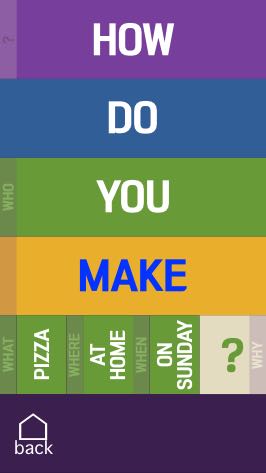 ?
HOW
DO
WHO
YOU
MAKE
WHAT
PIZZA
WHERE
AT
HOME
WHEN
ON
SUNDAY
?
WHY
back